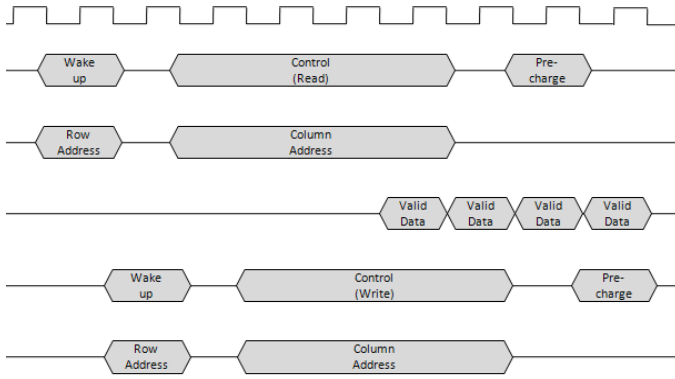 Wake
up
Control
(Read)
Pre-
charge
Row
Address
Column
Address
Valid
Data
Valid
Data
Valid
Data
Valid
Data
Wake
up
Control
(Write)
Pre-
charge
Row
Address
Column
Address